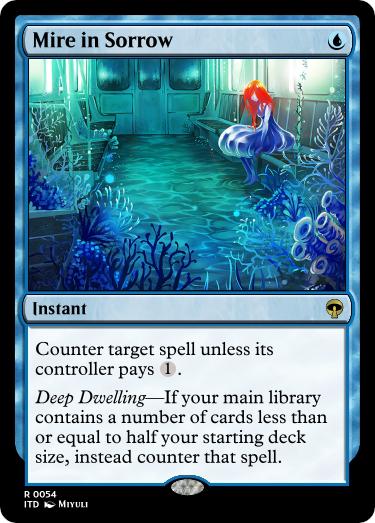 Mire in Sorrow
Instant
Counter target spell unless its
controller pays 1.
Deep Dwelling—If your main library
contains a number of cards less than
or equal to half your starting deck
size, instead counter that spell.
R 0054
ITD Miyuli